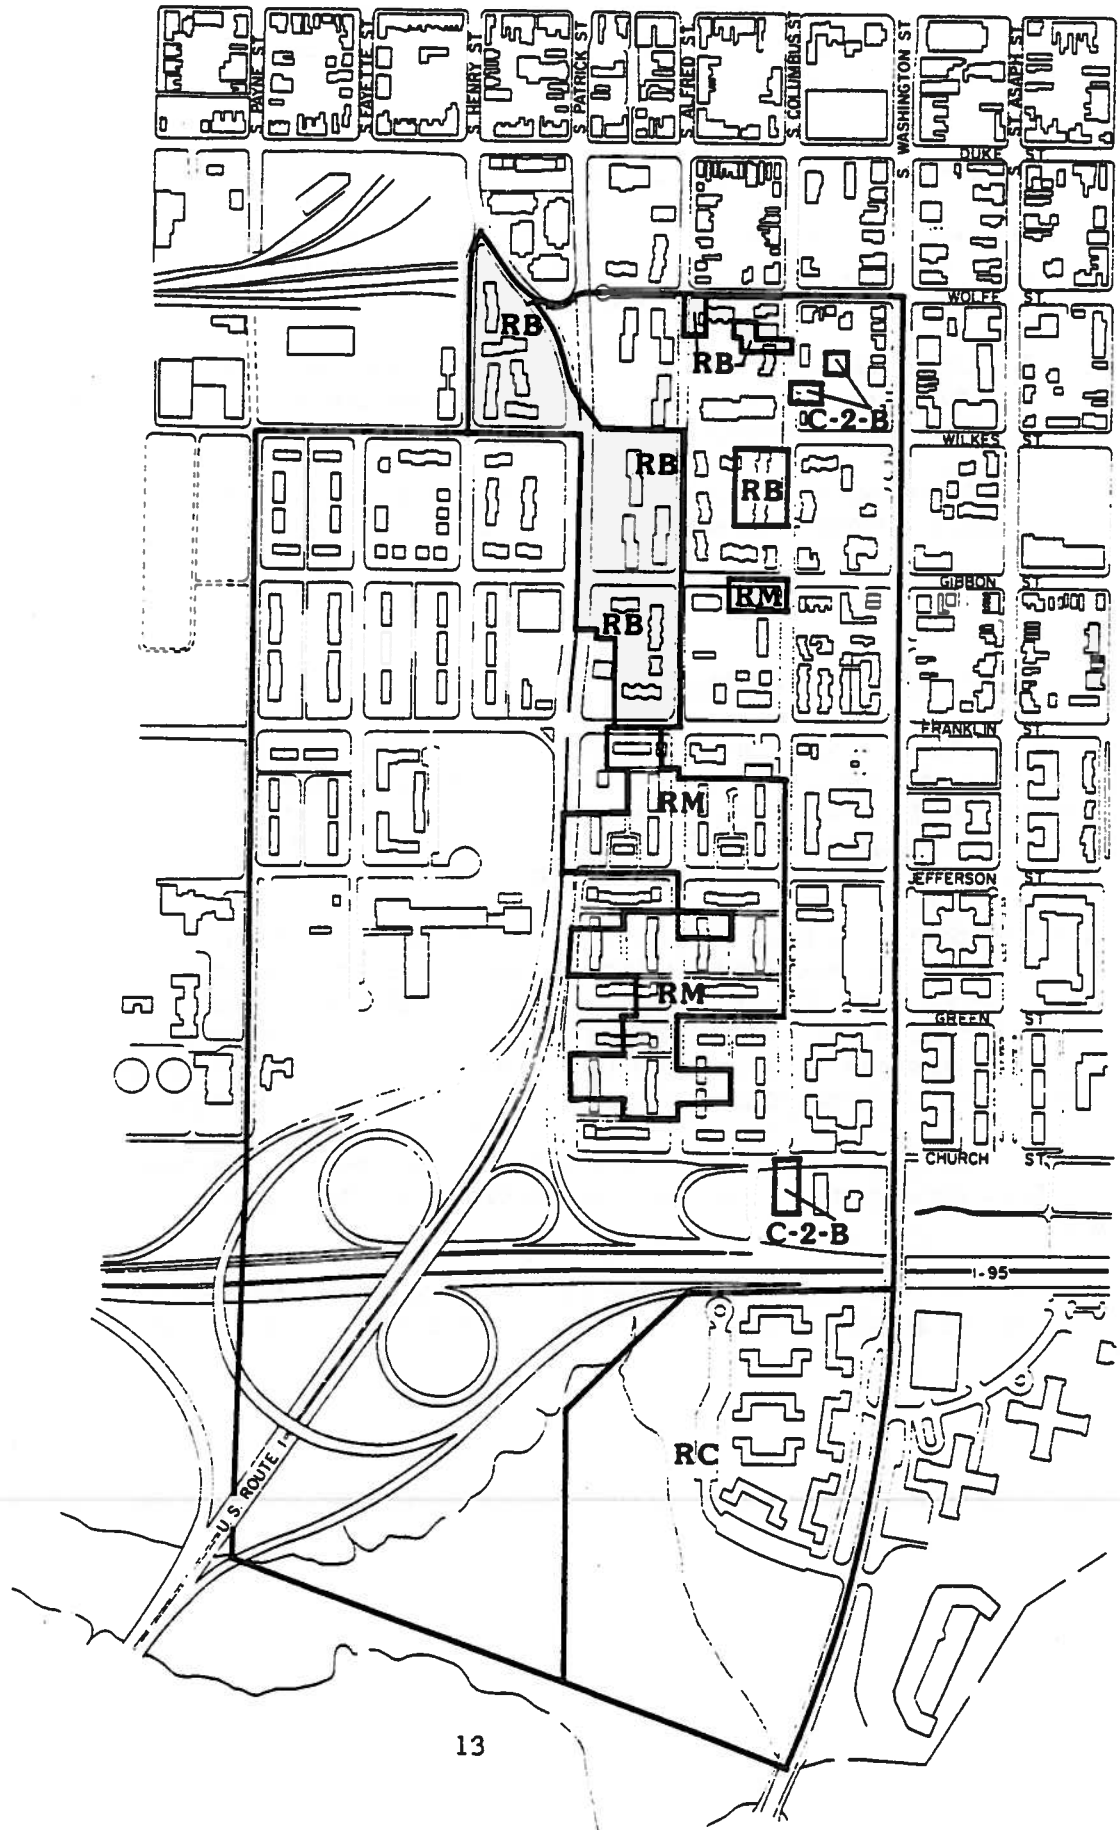 S. PAYNE ST
S. FAYETTE ST
S. HENRY ST
S. PATRICK ST
S. ALFRED ST
S. COLUMBUS ST
S. WASHINGTON ST
S. ST. ASAPH ST
DUKE ST
WOLFE ST.
RB
RB
C-2-B
WILKES ST
RB
RB
GIBBON ST
RM
RB
FRANKLIN ST.
RM
JEFFERSON ST
RM
GREEN ST
CHURCH ST.
C-2-B
I-95
RC
U.S. ROUTE 1
13